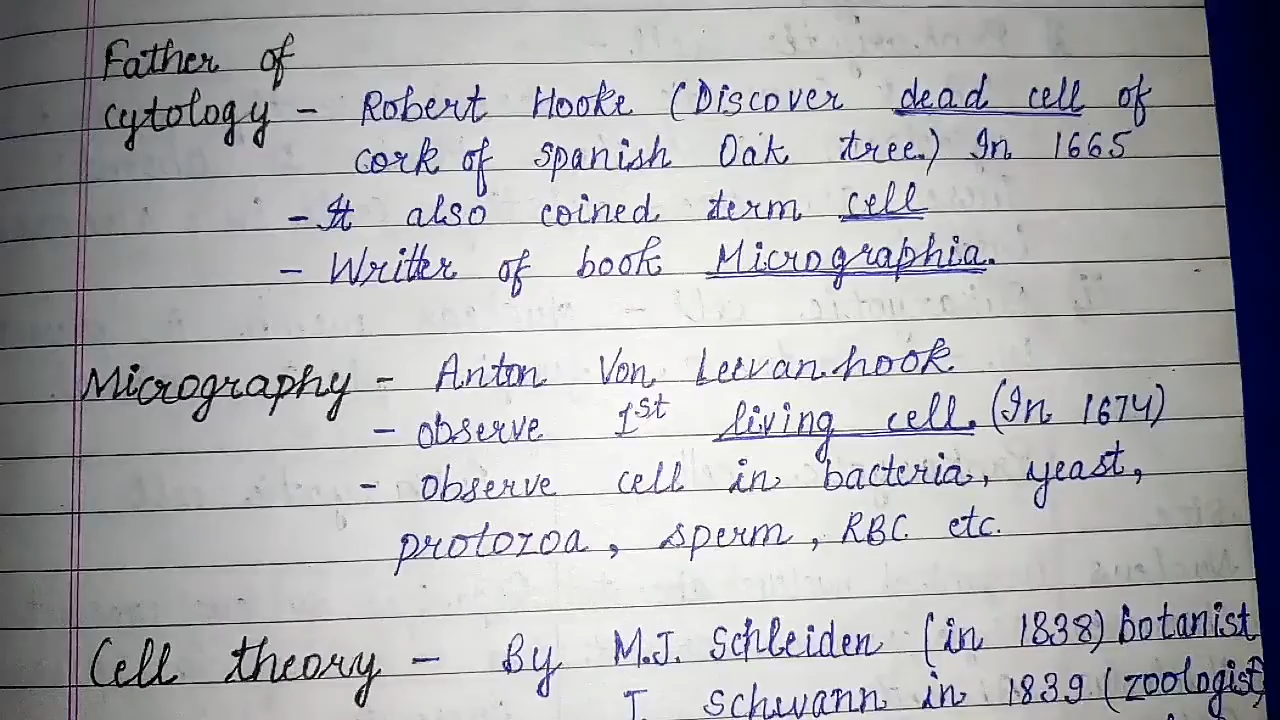 Father of
cytology - Robert Hooke (Discover dead cell of
cork of spanish Oak tree.) In 1665
- It also coined term cell
- Writter of book Micrographia.
Micrography - Anton Von Leevanhook
- observe 1st living cell. (In 1674)
- observe cell in bacteria, yeast,
protozoa, sperm, RBC etc.
Cell theory - By M.J. Schleiden (in 1838) botanist
T Schwann in 1839 (zoologist)